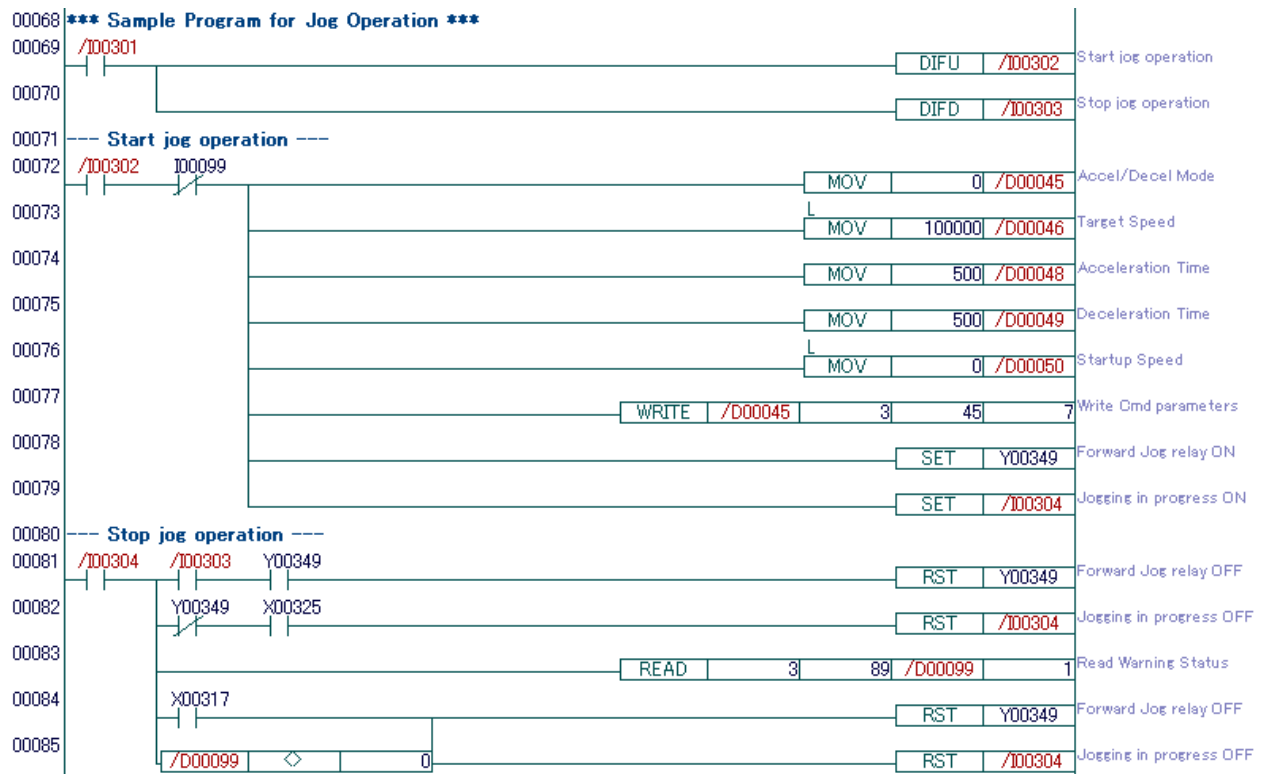 00068 *** Sample Program for Jog Operation ***
00069 /I00301 DIFU /I00302 Start jog operation
00070 DIFD /I00303 Stop jog operation
00071 --- Start jog operation ---
00072 /I00302 I00099 MOV 0 /D00045 Accel/Decel Mode
00073 L MOV 100000 /D00046 Target Speed
00074 MOV 500 /D00048 Acceleration Time
00075 MOV 500 /D00049 Deceleration Time
00076 L MOV 0 /D00050 Startup Speed
00077 WRITE /D00045 3 45 7 Write Cmd parameters
00078 SET Y00349 Forward Jog relay ON
00079 SET /I00304 Jogging in progress ON
00080 --- Stop jog operation ---
00081 /I00304 /I00303 Y00349 RST Y00349 Forward Jog relay OFF
00082 Y00349 X00325 RST /I00304 Jogging in progress OFF
00083 READ 3 89 /D00099 1 Read Warning Status
00084 X00317 RST Y00349 Forward Jog relay OFF
00085 /D00099 <> 0 RST /I00304 Jogging in progress OFF